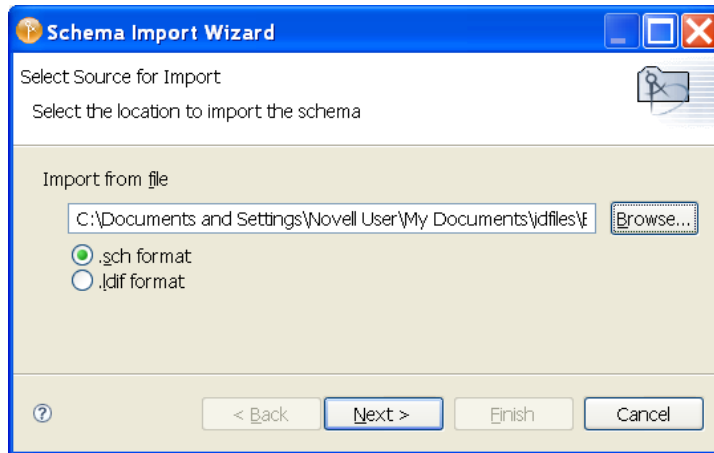 Schema Import Wizard
Select Source for Import
Select the location to import the schema
Import from file
C:\Documents and Settings\Novell User\My Documents\idfiles\E Browse...
.sch format
.ldif format
? < Back Next > Finish Cancel